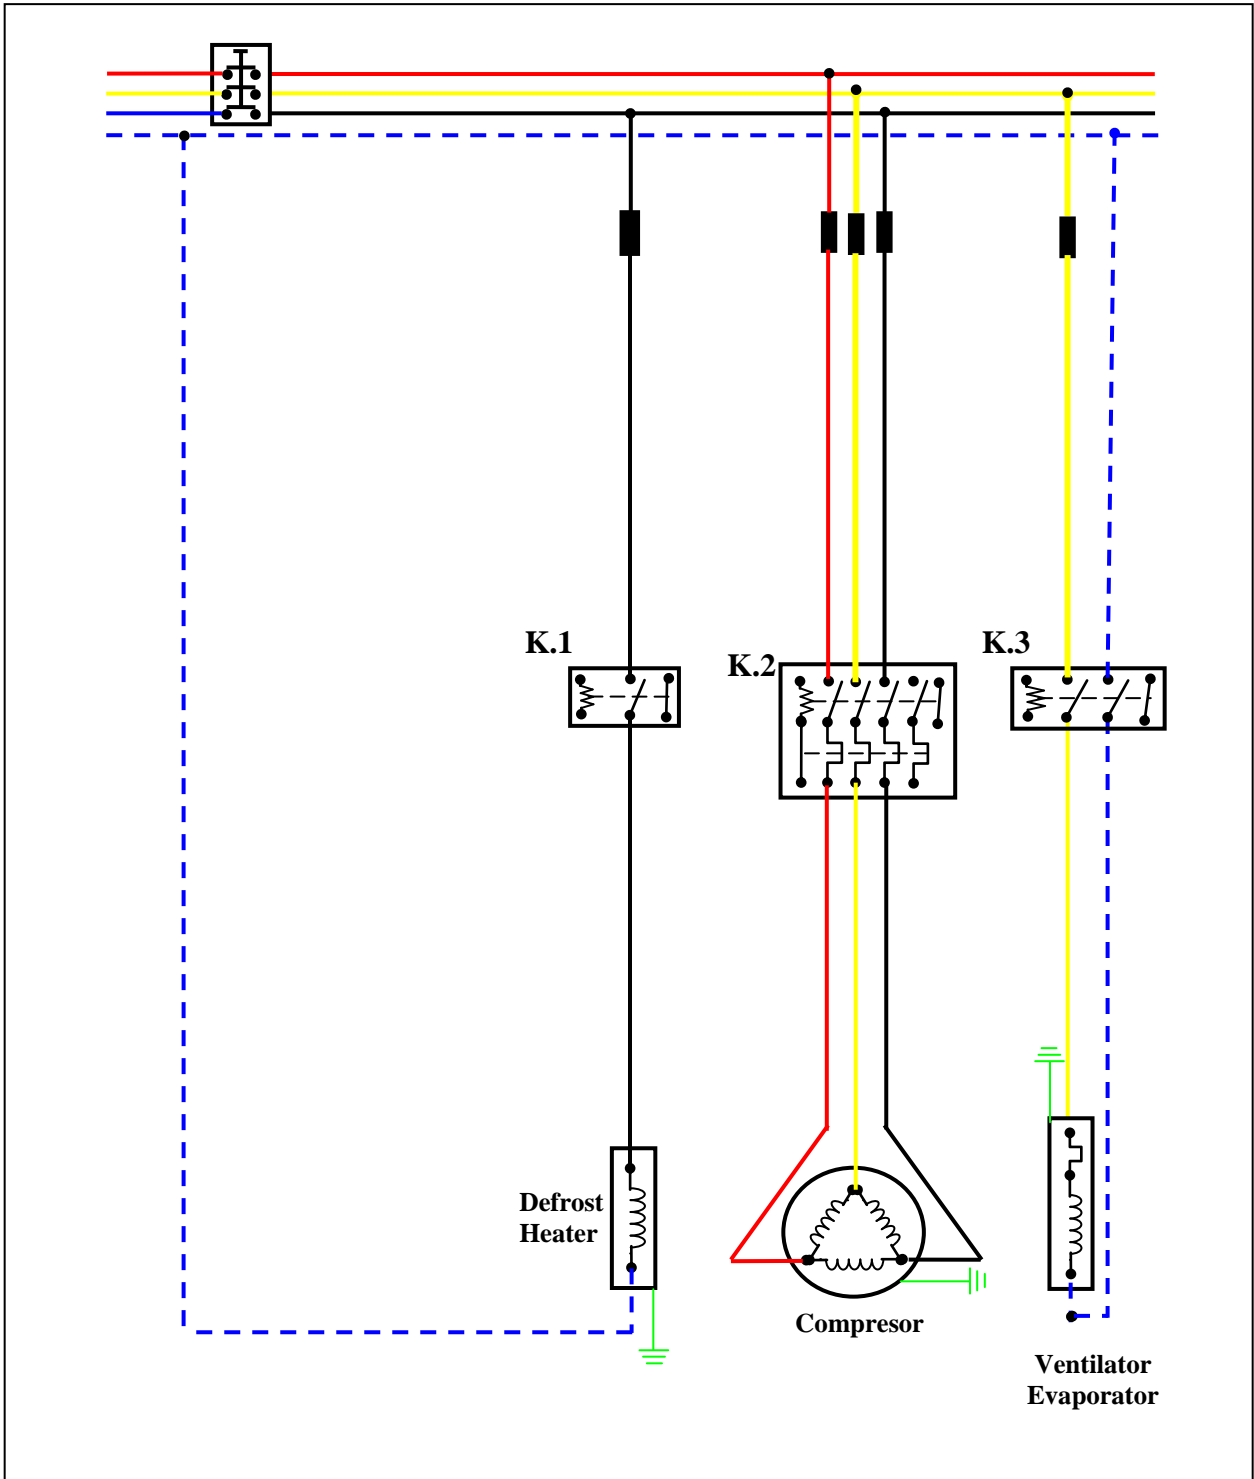 K.1
K.2
K.3
Defrost
Heater
Compresor
Ventilator
Evaporator